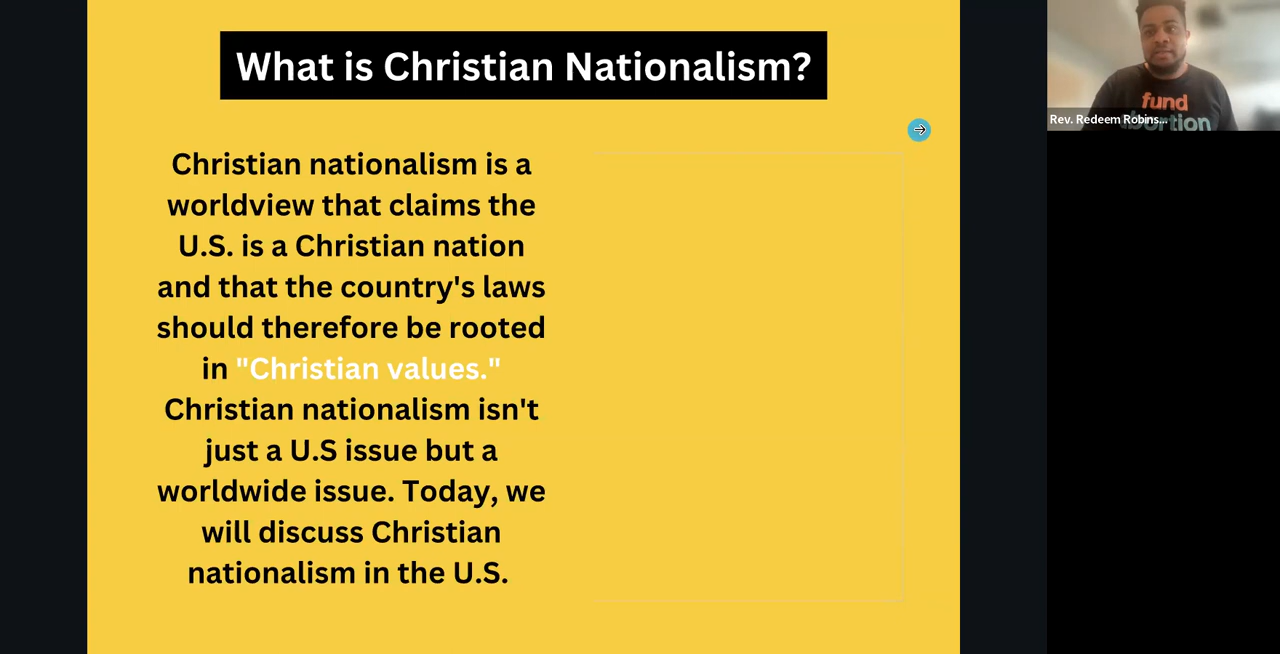 What is Christian Nationalism?
Christian nationalism is a
worldview that claims the
U.S. is a Christian nation
and that the country's laws
should therefore be rooted
in "Christian values."
Christian nationalism isn't
just a U.S issue but a
worldwide issue. Today, we
will discuss Christian
nationalism in the U.S.
fund
abortion
Rev. Redeem Robins...